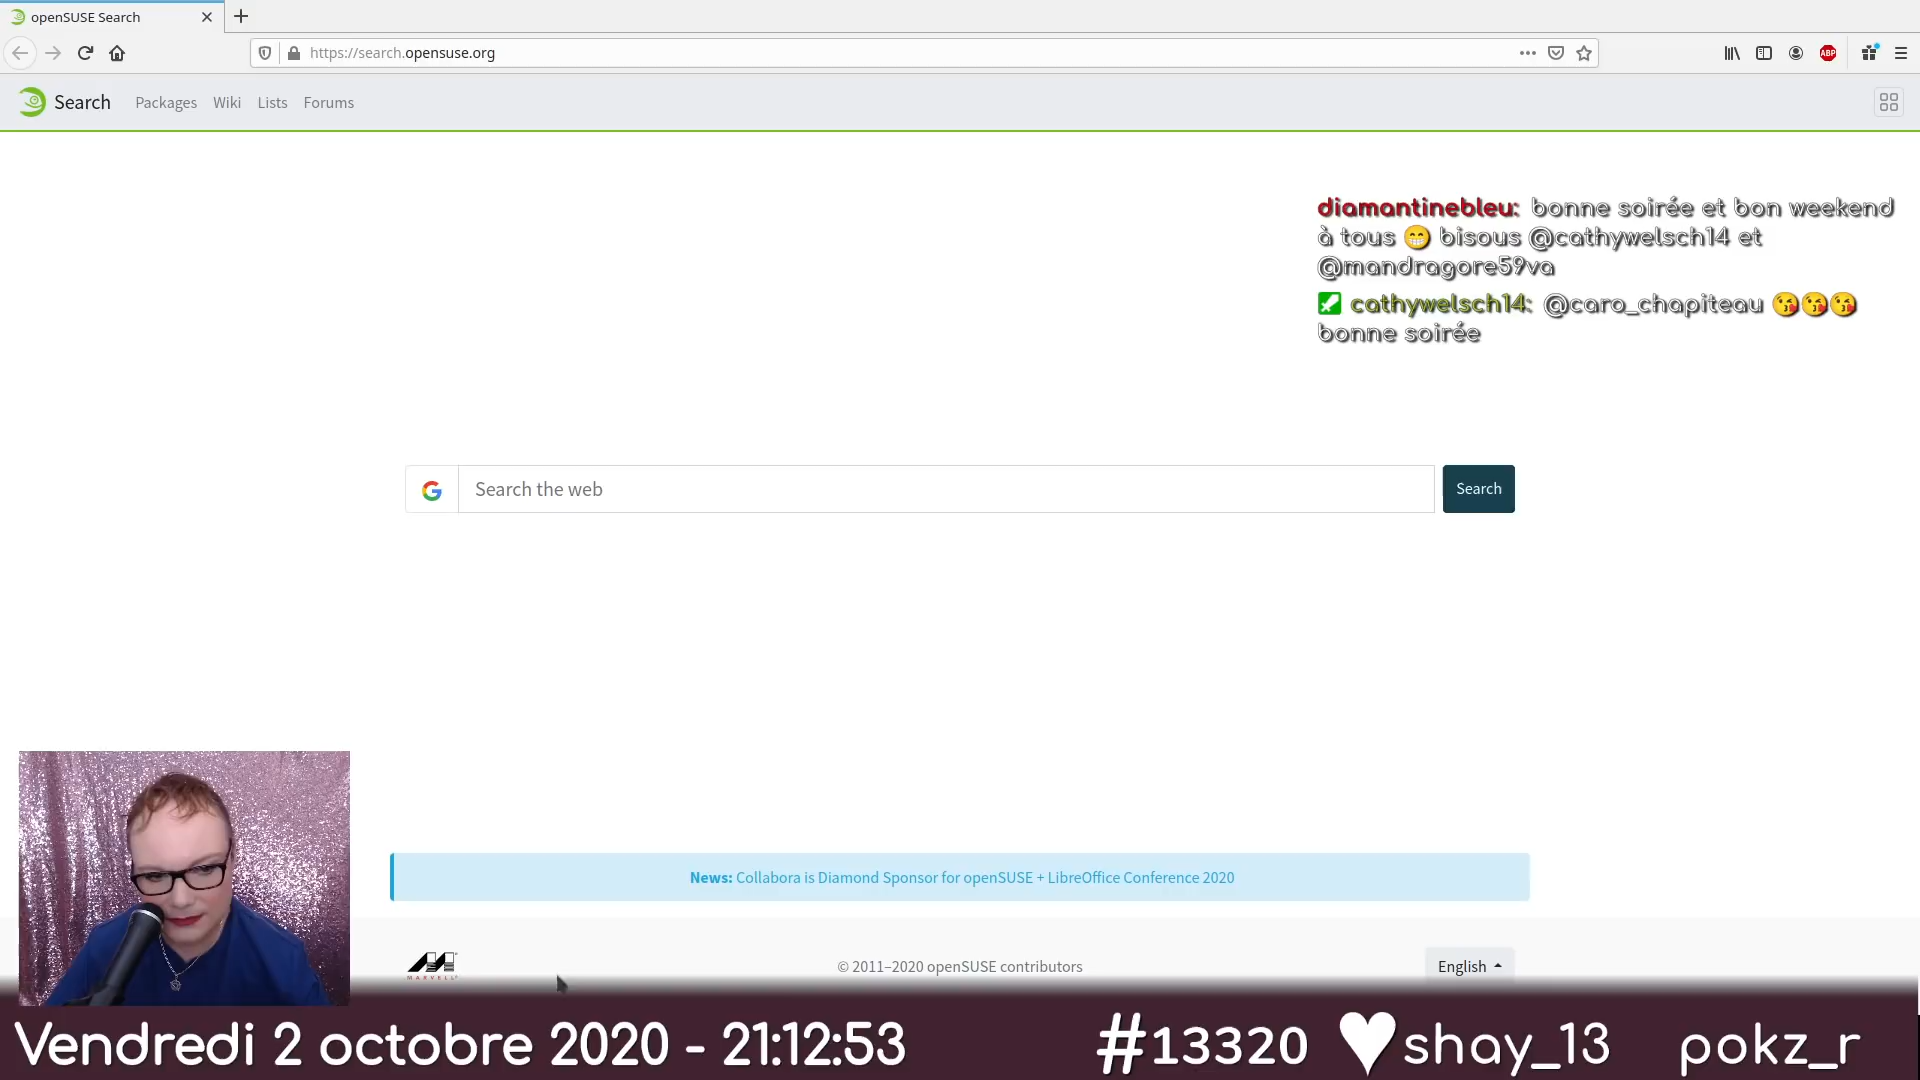 openSUSE Search
https://search.opensuse.org
ABP
Search Packages Wiki Lists Forums
diamantinebleu: bonne soirée et bon weekend
à tous 😁 bisous @cathywelsch14 et
@mandragore59va
cathywelsch14: @caro_chapiteau 😘😘😘
bonne soirée
Search the web
Search
News: Collabora is Diamond Sponsor for openSUSE + LibreOffice Conference 2020
MARVELL
© 2011–2020 openSUSE contributors
English
Vendredi 2 octobre 2020 - 21:12:53
#13320 ♥shay_13 pokz_r